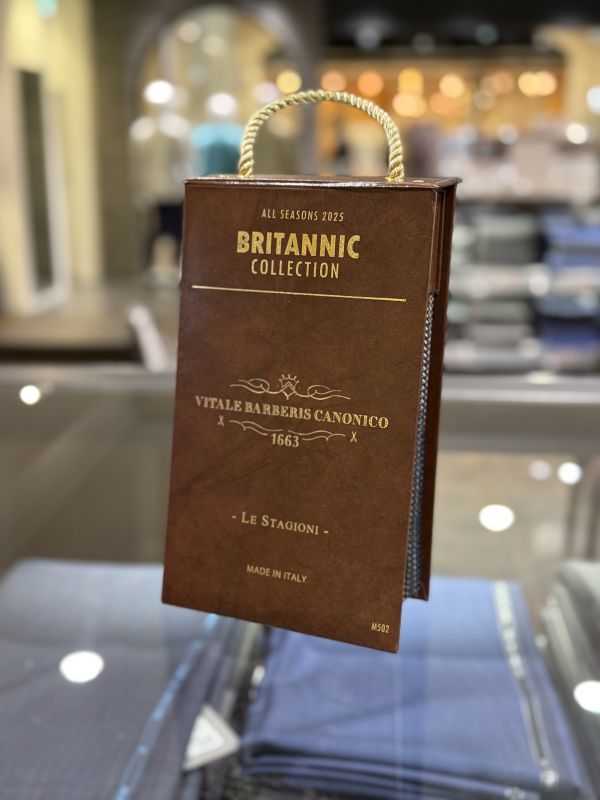 ALL SEASONS 2025
BRITANNIC
COLLECTION
VITALE BARBERIS CANONICO
1663
- LE STAGIONI -
MADE IN ITALY
M502